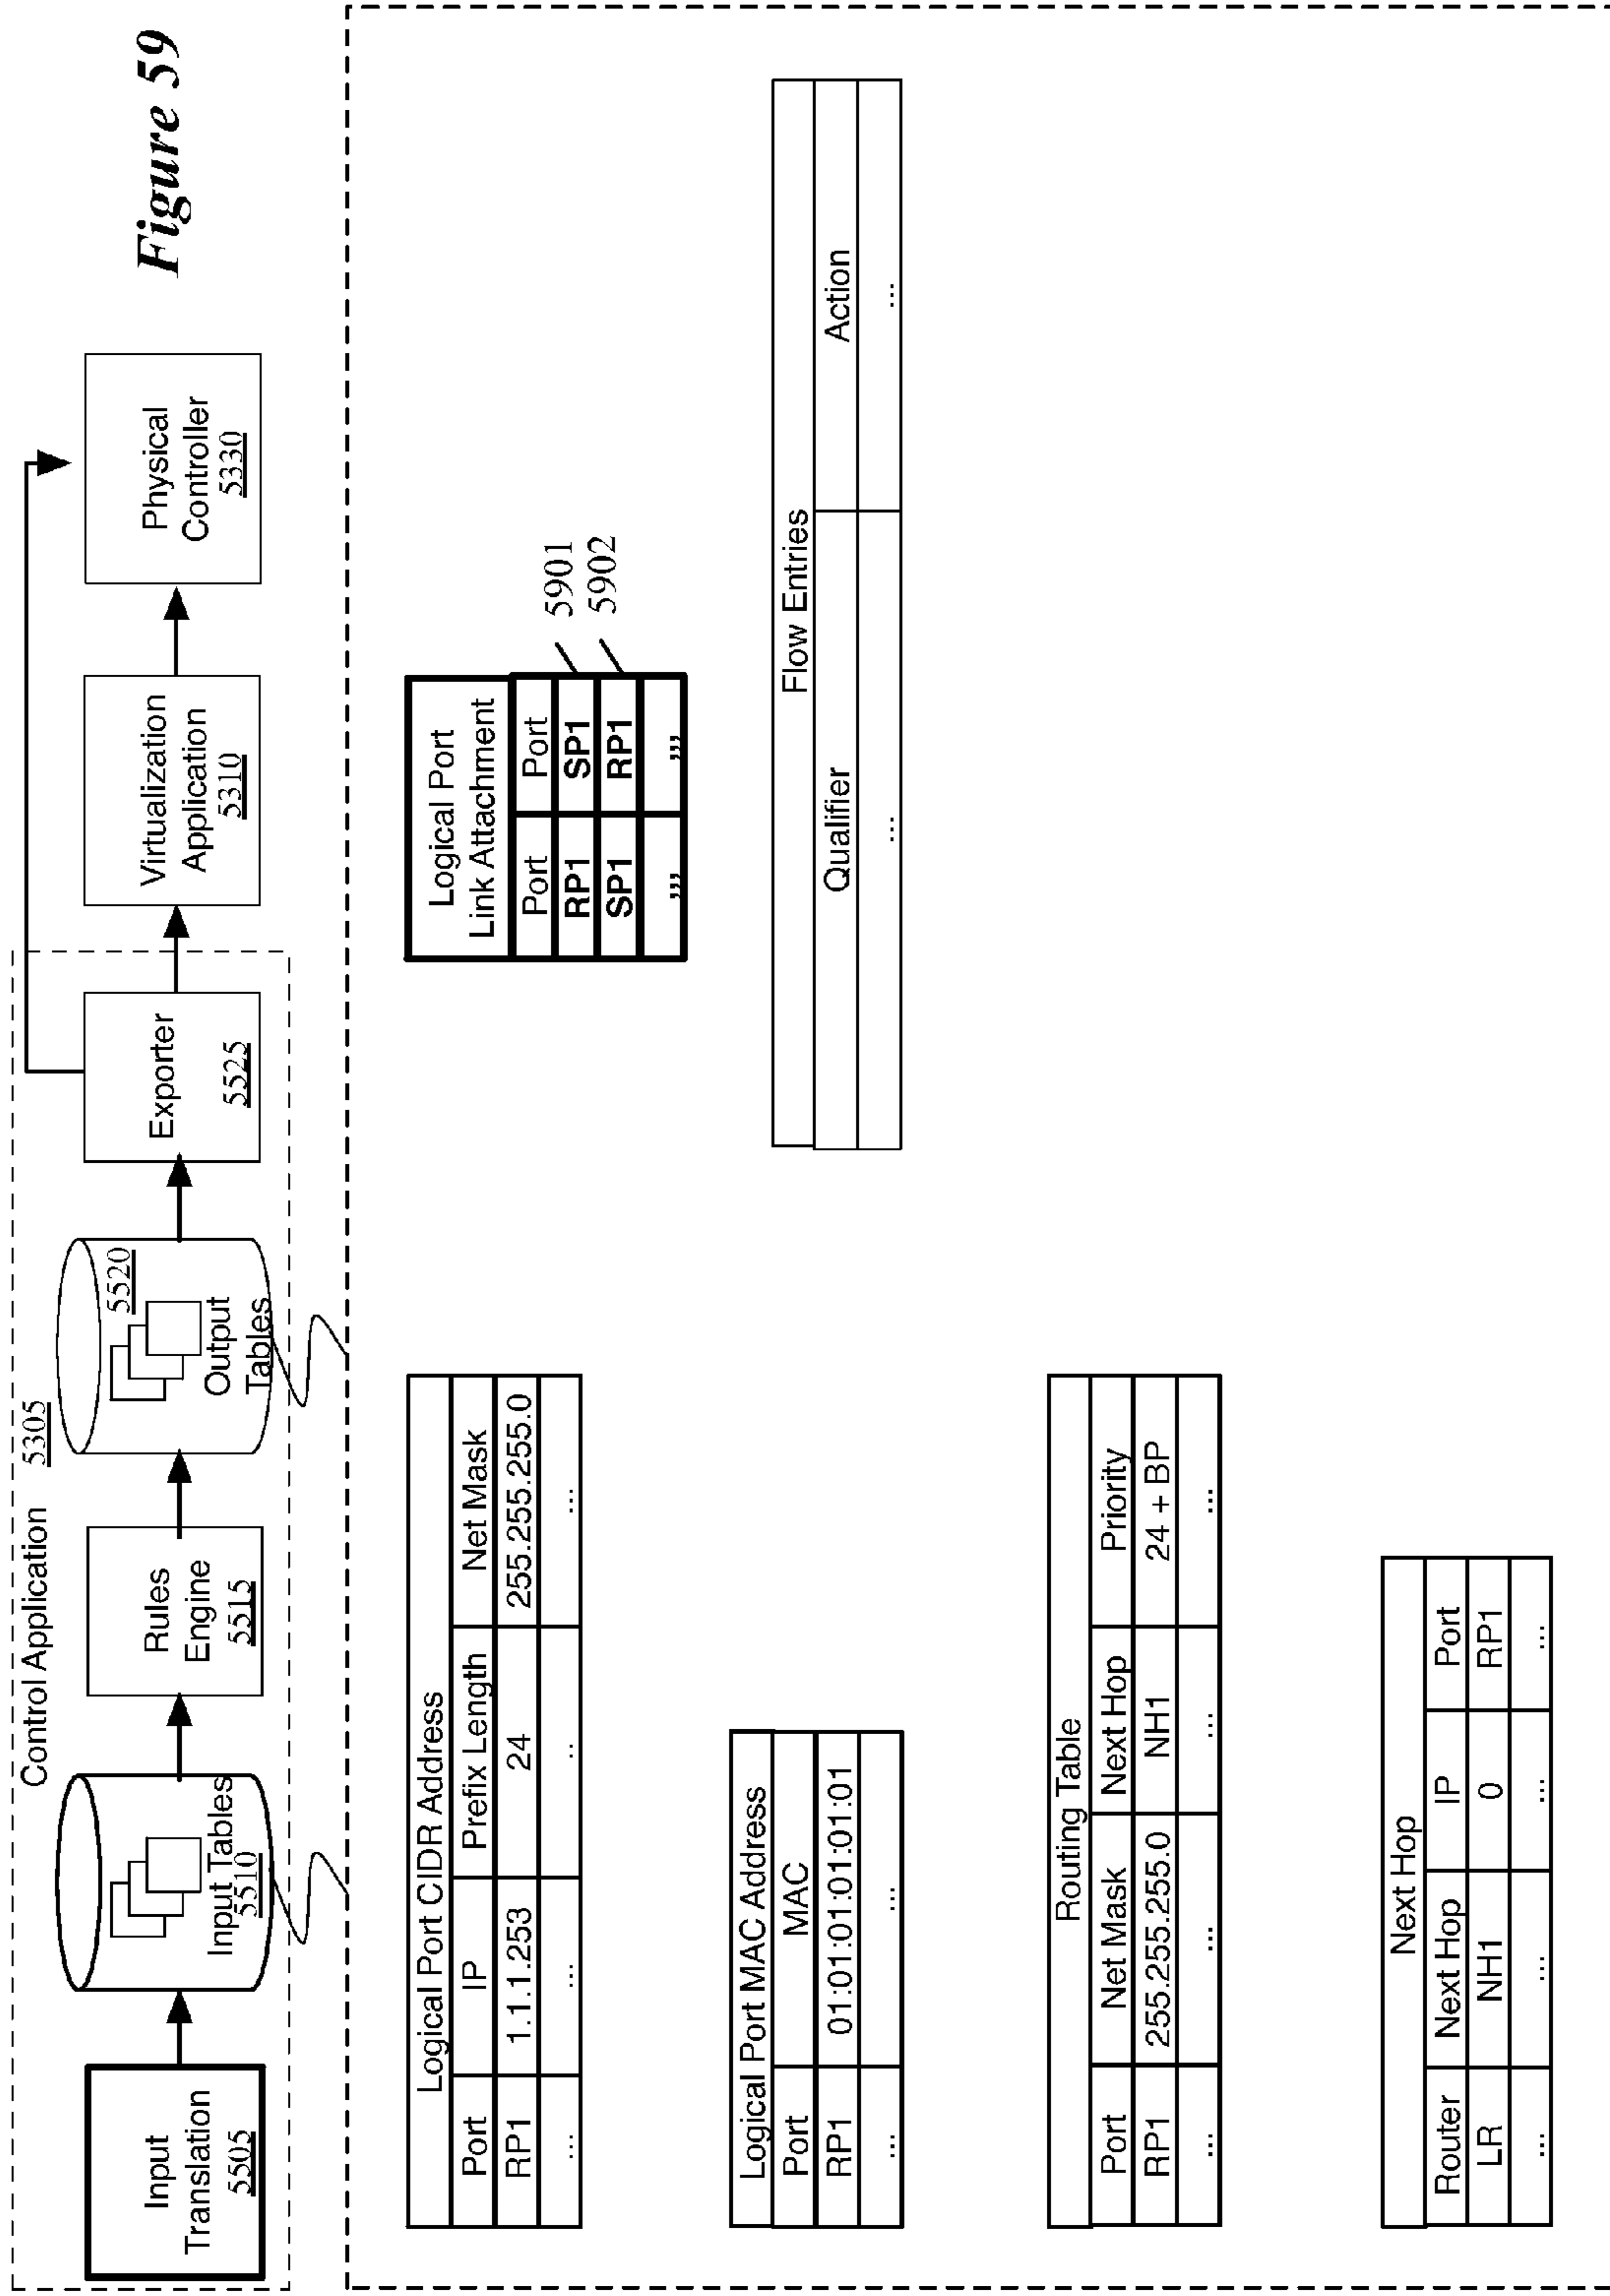 Figure 59
Control Application
5305
Input
Translation
5505
Input Tables
5510
Rules
Engine
5515
5520
Output
Tables
Exporter
5525
Virtualization
Application
5310
Physical
Controller
5330
Logical Port CIDR Address
Port IP Prefix Length Net Mask
RP1 1.1.1.253 24 255.255.255.0
... ... .. ...
Logical Port
Link Attachment
Port Port
RP1 SP1 5901
SP1 RP1 5902
,,, ,,,
Logical Port MAC Address
Port MAC
RP1 01:01:01:01:01:01
... ...
Flow Entries
Qualifier Action
... ...
Routing Table
Port Net Mask Next Hop Priority
RP1 255.255.255.0 NH1 24 + BP
... ... ... ...
Next Hop
Router Next Hop IP Port
LR NH1 0 RP1
... ... ... ...